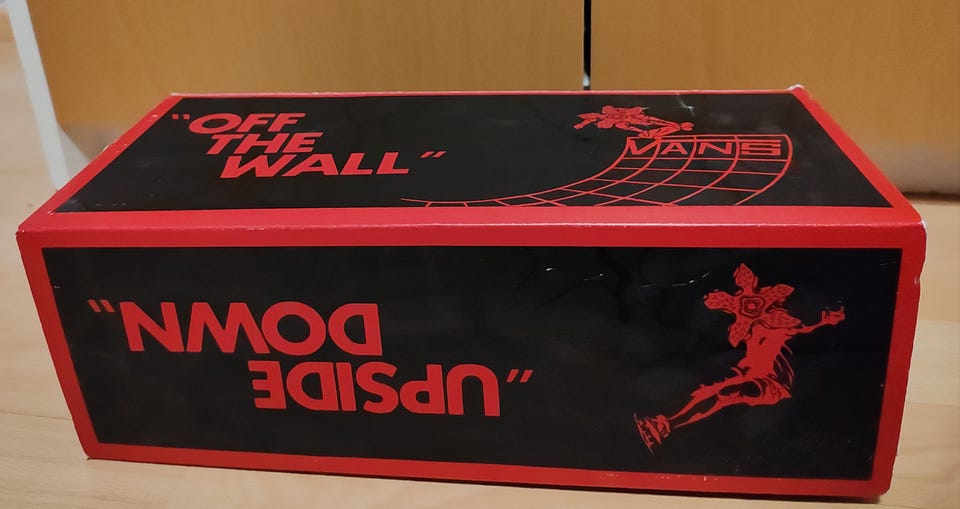 "OFF
THE
WALL"
VANS
"UPSIDE
DOWN"